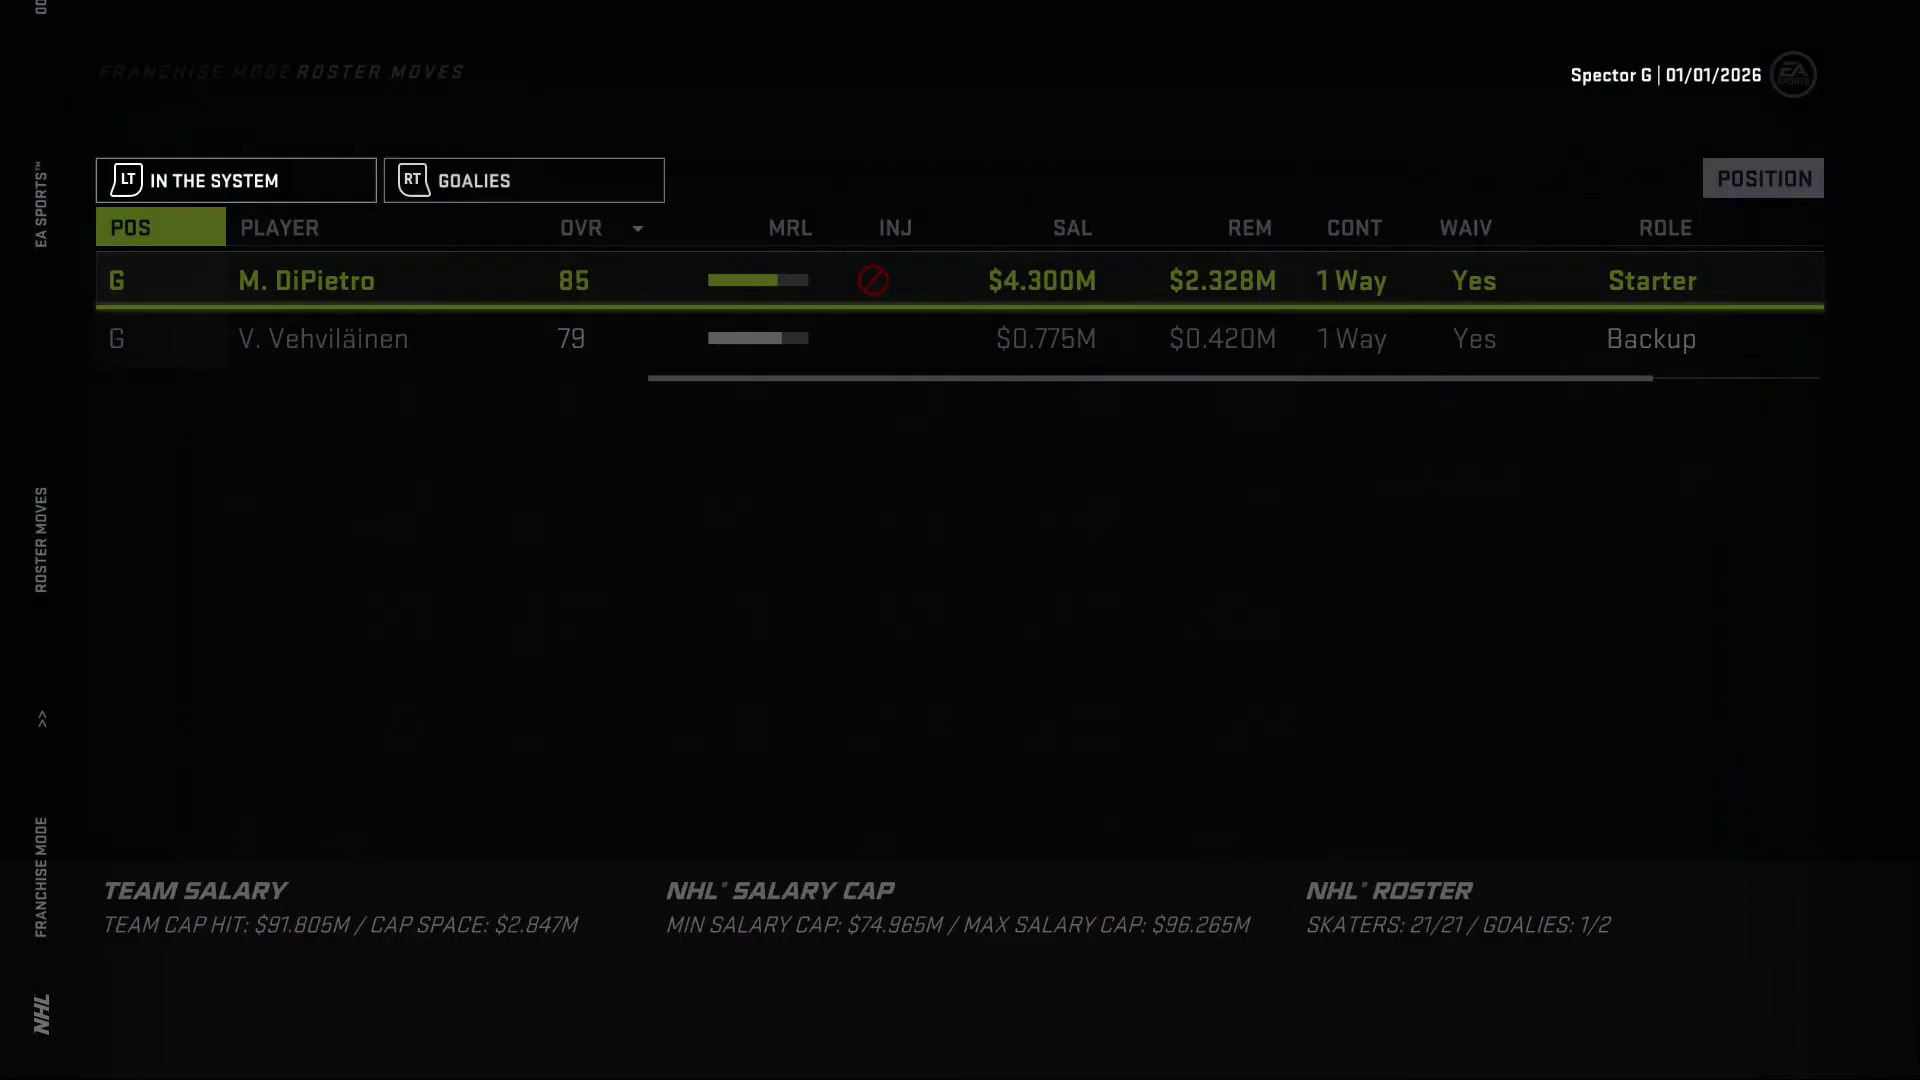 FRANCHISE MODE ROSTER MOVES
Spector G | 01/01/2026
EA SPORTS
LT IN THE SYSTEM
RT GOALIES
POSITION
POS PLAYER OVR MRL INJ SAL REM CONT WAIV ROLE
G M. DiPietro 85 $4.300M $2.328M 1 Way Yes Starter
G V. Vehviläinen 79 $0.775M $0.420M 1 Way Yes Backup
TEAM SALARY
TEAM CAP HIT: $91.805M / CAP SPACE: $2.847M
NHL® SALARY CAP
MIN SALARY CAP: $74.965M / MAX SALARY CAP: $96.265M
NHL® ROSTER
SKATERS: 21/21 / GOALIES: 1/2
NHL
FRANCHISE MODE
>>
ROSTER MOVES
EA SPORTS™